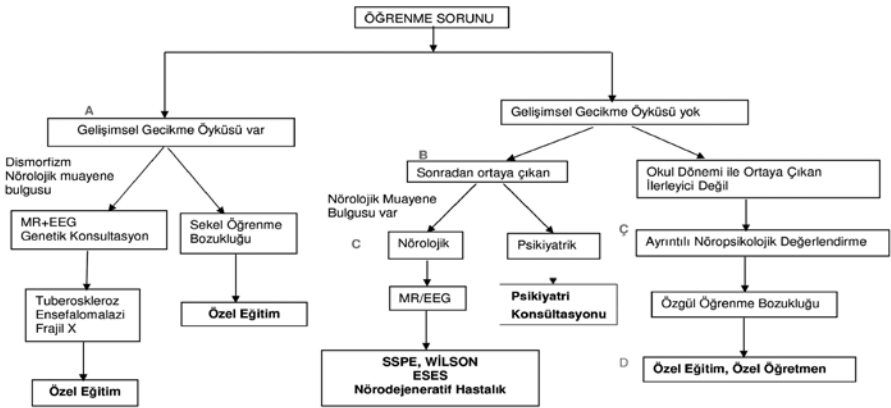 ÖĞRENME SORUNU
A
Gelişimsel Gecikme Öyküsü var
Dismorfizm
Nörolojik muayene
bulgusu
MR+EEG
Genetik Konsultasyon
Tuberoskleroz
Ensefalomalazi
Frajil X
Özel Eğitim
Sekel Öğrenme
Bozukluğu
Özel Eğitim
Gelişimsel Gecikme Öyküsü yok
B
Sonradan ortaya çıkan
Nörolojik Muayene
Bulgusu var
C
Nörolojik
MR/EEG
SSPE, WİLSON
ESES
Nörodejeneratif Hastalık
Psikiyatrik
Psikiyatri
Konsültasyonu
Okul Dönemi ile Ortaya Çıkan
İlerleyici Değil
Ç
Ayrıntılı Nöropsikolojik Değerlendirme
Özgül Öğrenme Bozukluğu
D
Özel Eğitim, Özel Öğretmen